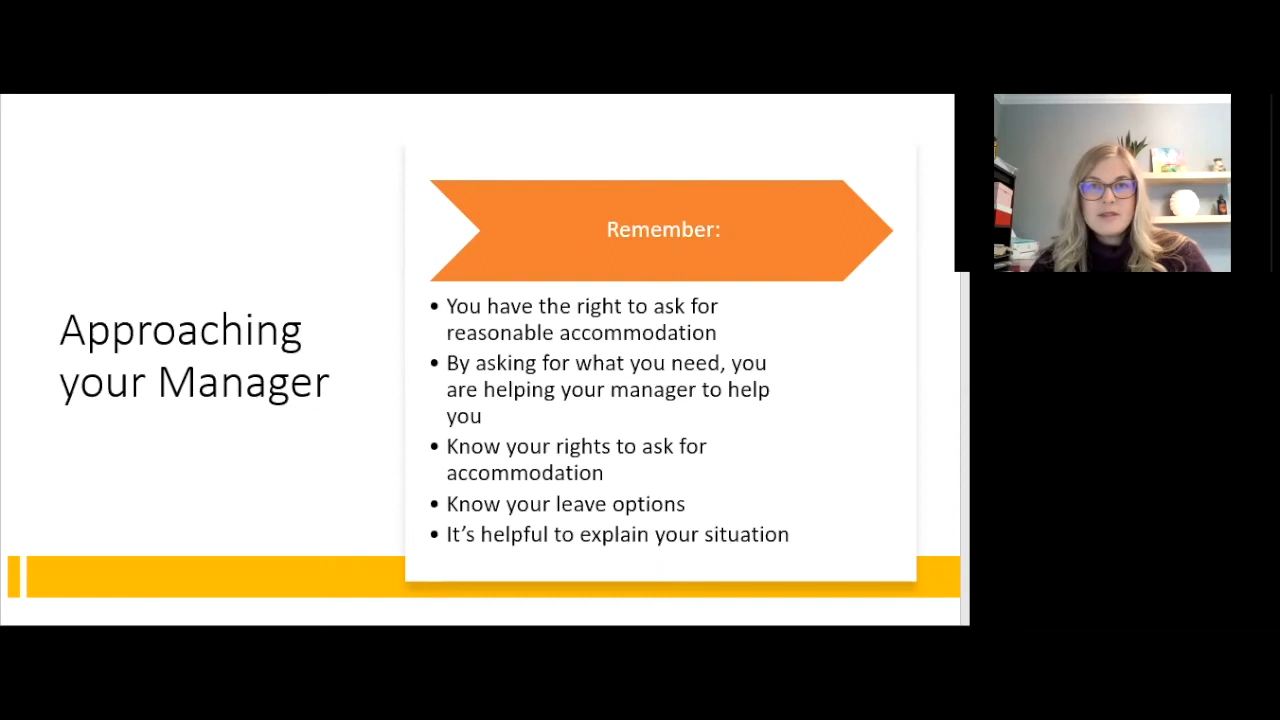 Approaching
your Manager
Remember:
• You have the right to ask for
reasonable accommodation
• By asking for what you need, you
are helping your manager to help
you
• Know your rights to ask for
accommodation
• Know your leave options
• It’s helpful to explain your situation